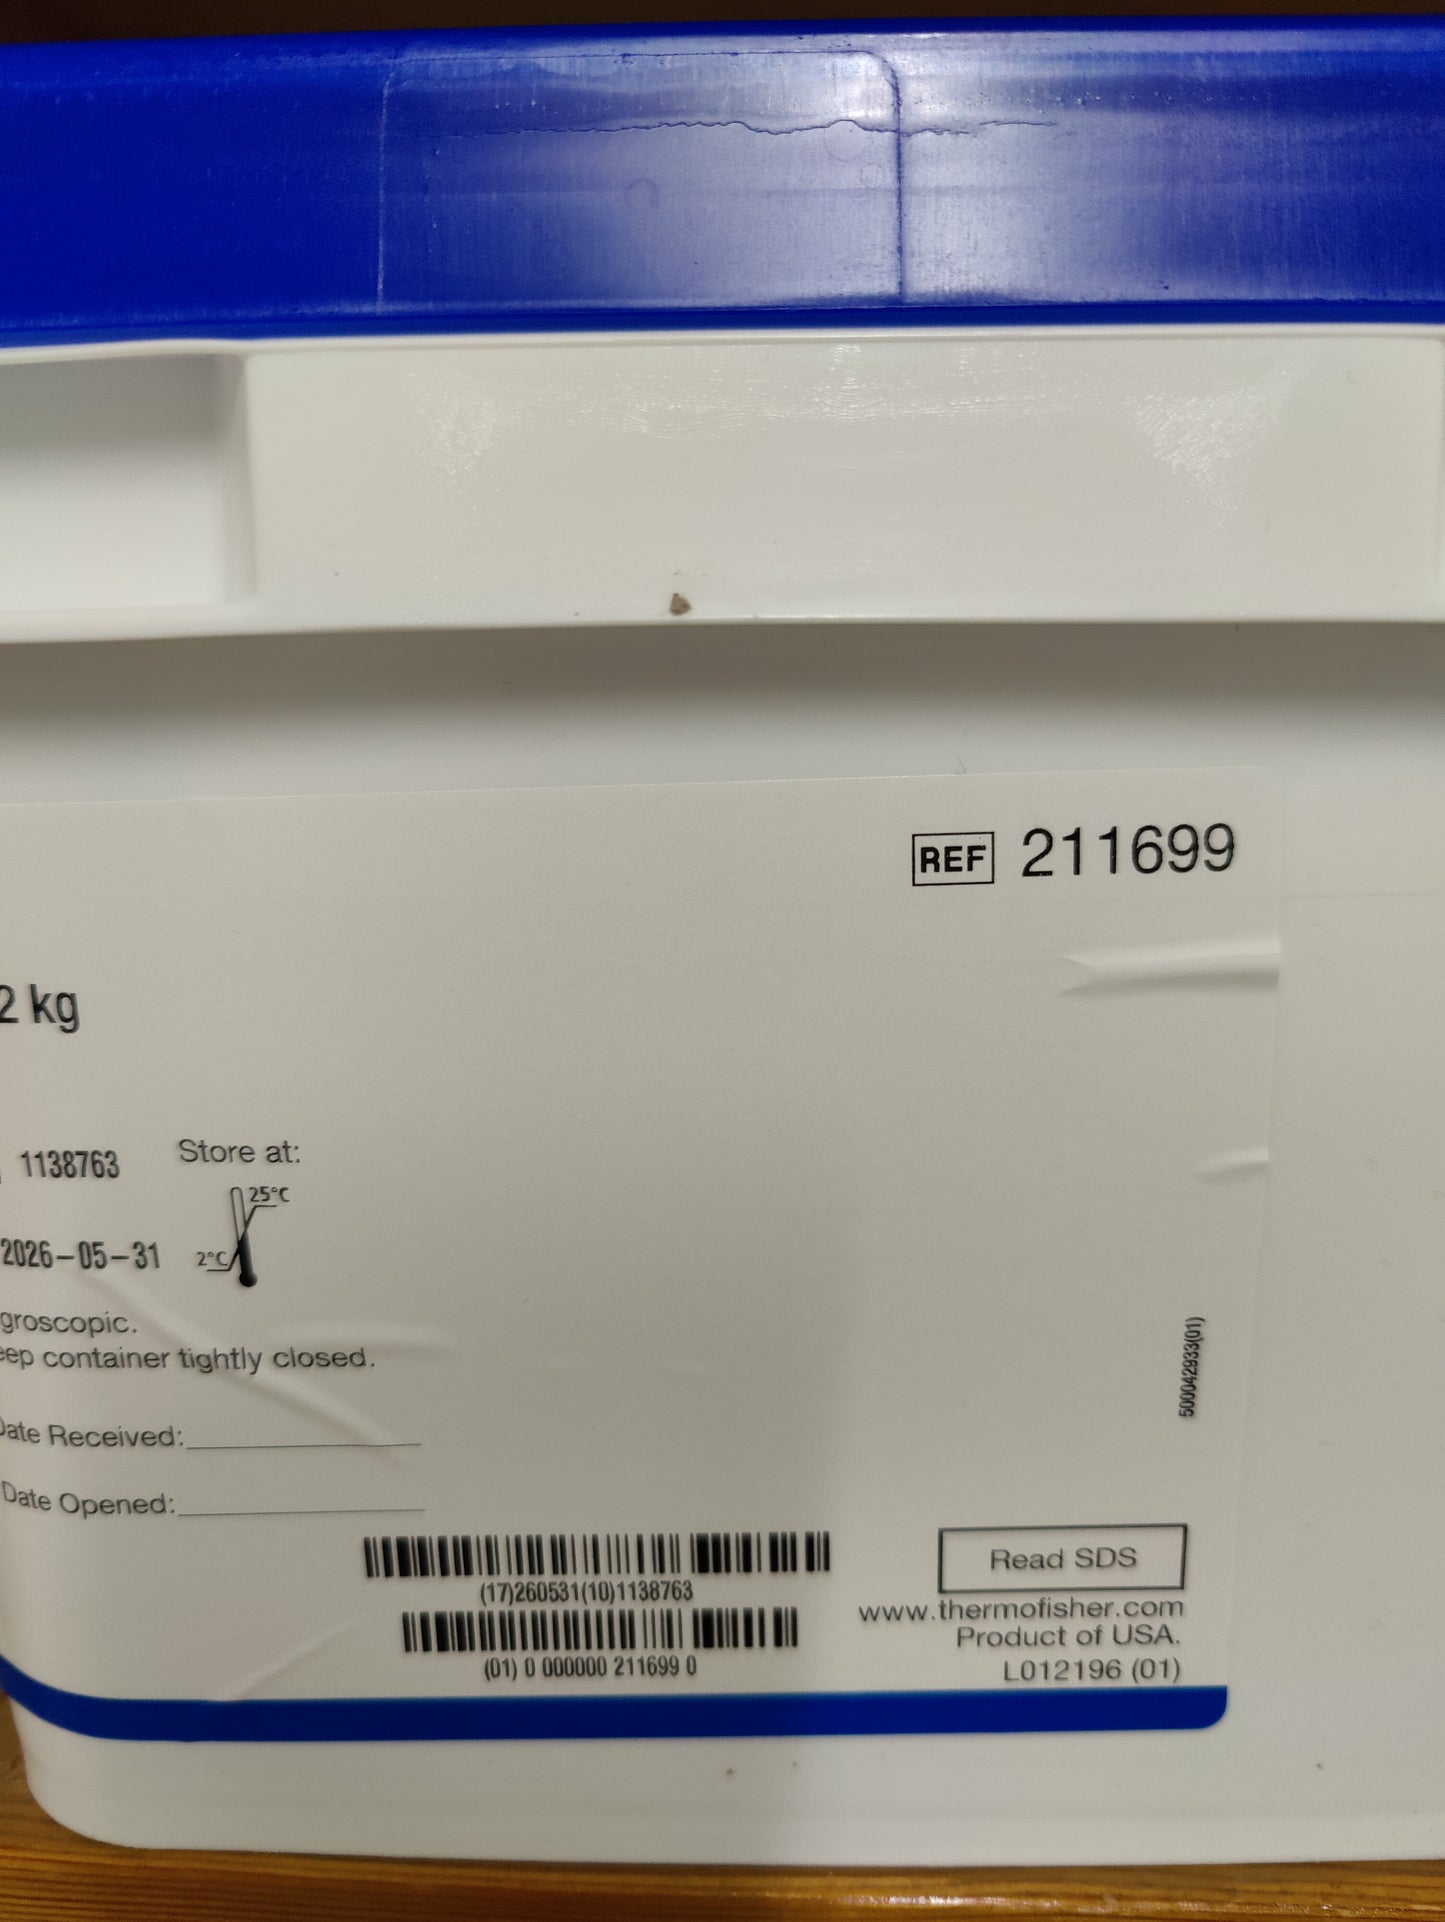 REF 211699
2 kg
1138763
Store at:
25°C
2°C
2026-05-31
groscopic.
eep container tightly closed.
Date Received:
Date Opened:
500042933(01)
(17)260531(10)1138763
(01) 0 000000 211699 0
Read SDS
www.thermofisher.com
Product of USA.
L012196 (01)